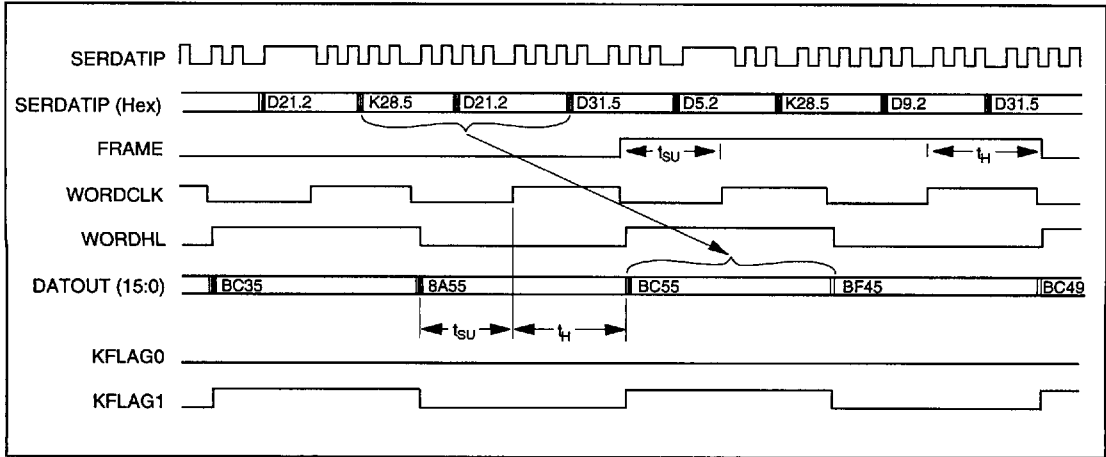 SERDATIP
SERDATIP (Hex) D21.2 K28.5 D21.2 D31.5 D5.2 K28.5 D9.2 D31.5
FRAME tSU tH
WORDCLK
WORDHL
DATOUT (15:0) BC35 8A55 BC55 BF45 BC49
tSU tH
KFLAG0
KFLAG1